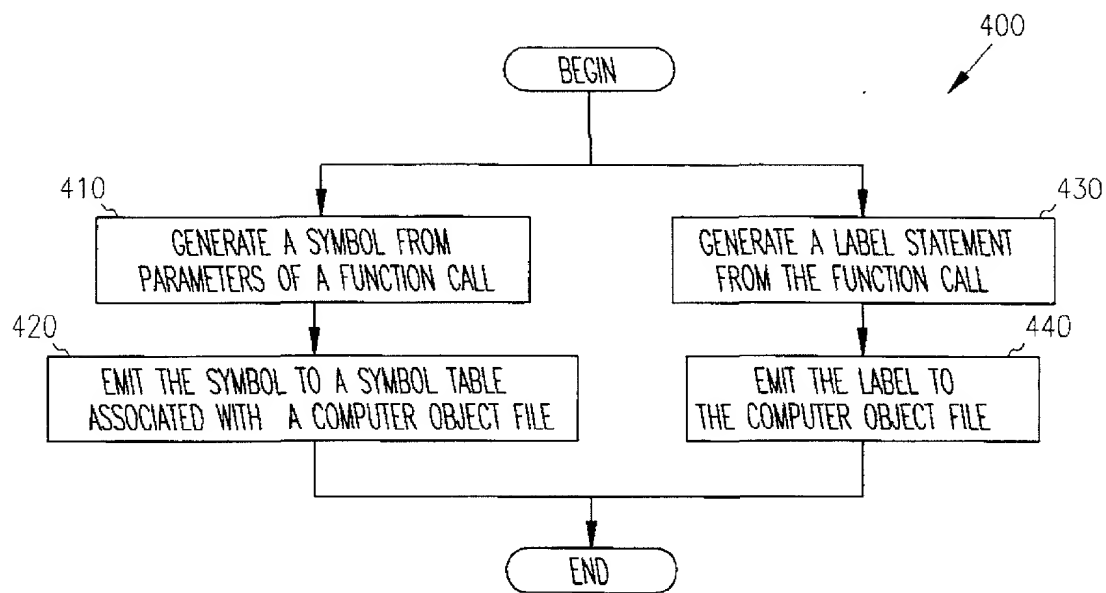 400
BEGIN
410
GENERATE A SYMBOL FROM
PARAMETERS OF A FUNCTION CALL
430
GENERATE A LABEL STATEMENT
FROM THE FUNCTION CALL
420
EMIT THE SYMBOL TO A SYMBOL TABLE
ASSOCIATED WITH A COMPUTER OBJECT FILE
440
EMIT THE LABEL TO
THE COMPUTER OBJECT FILE
END